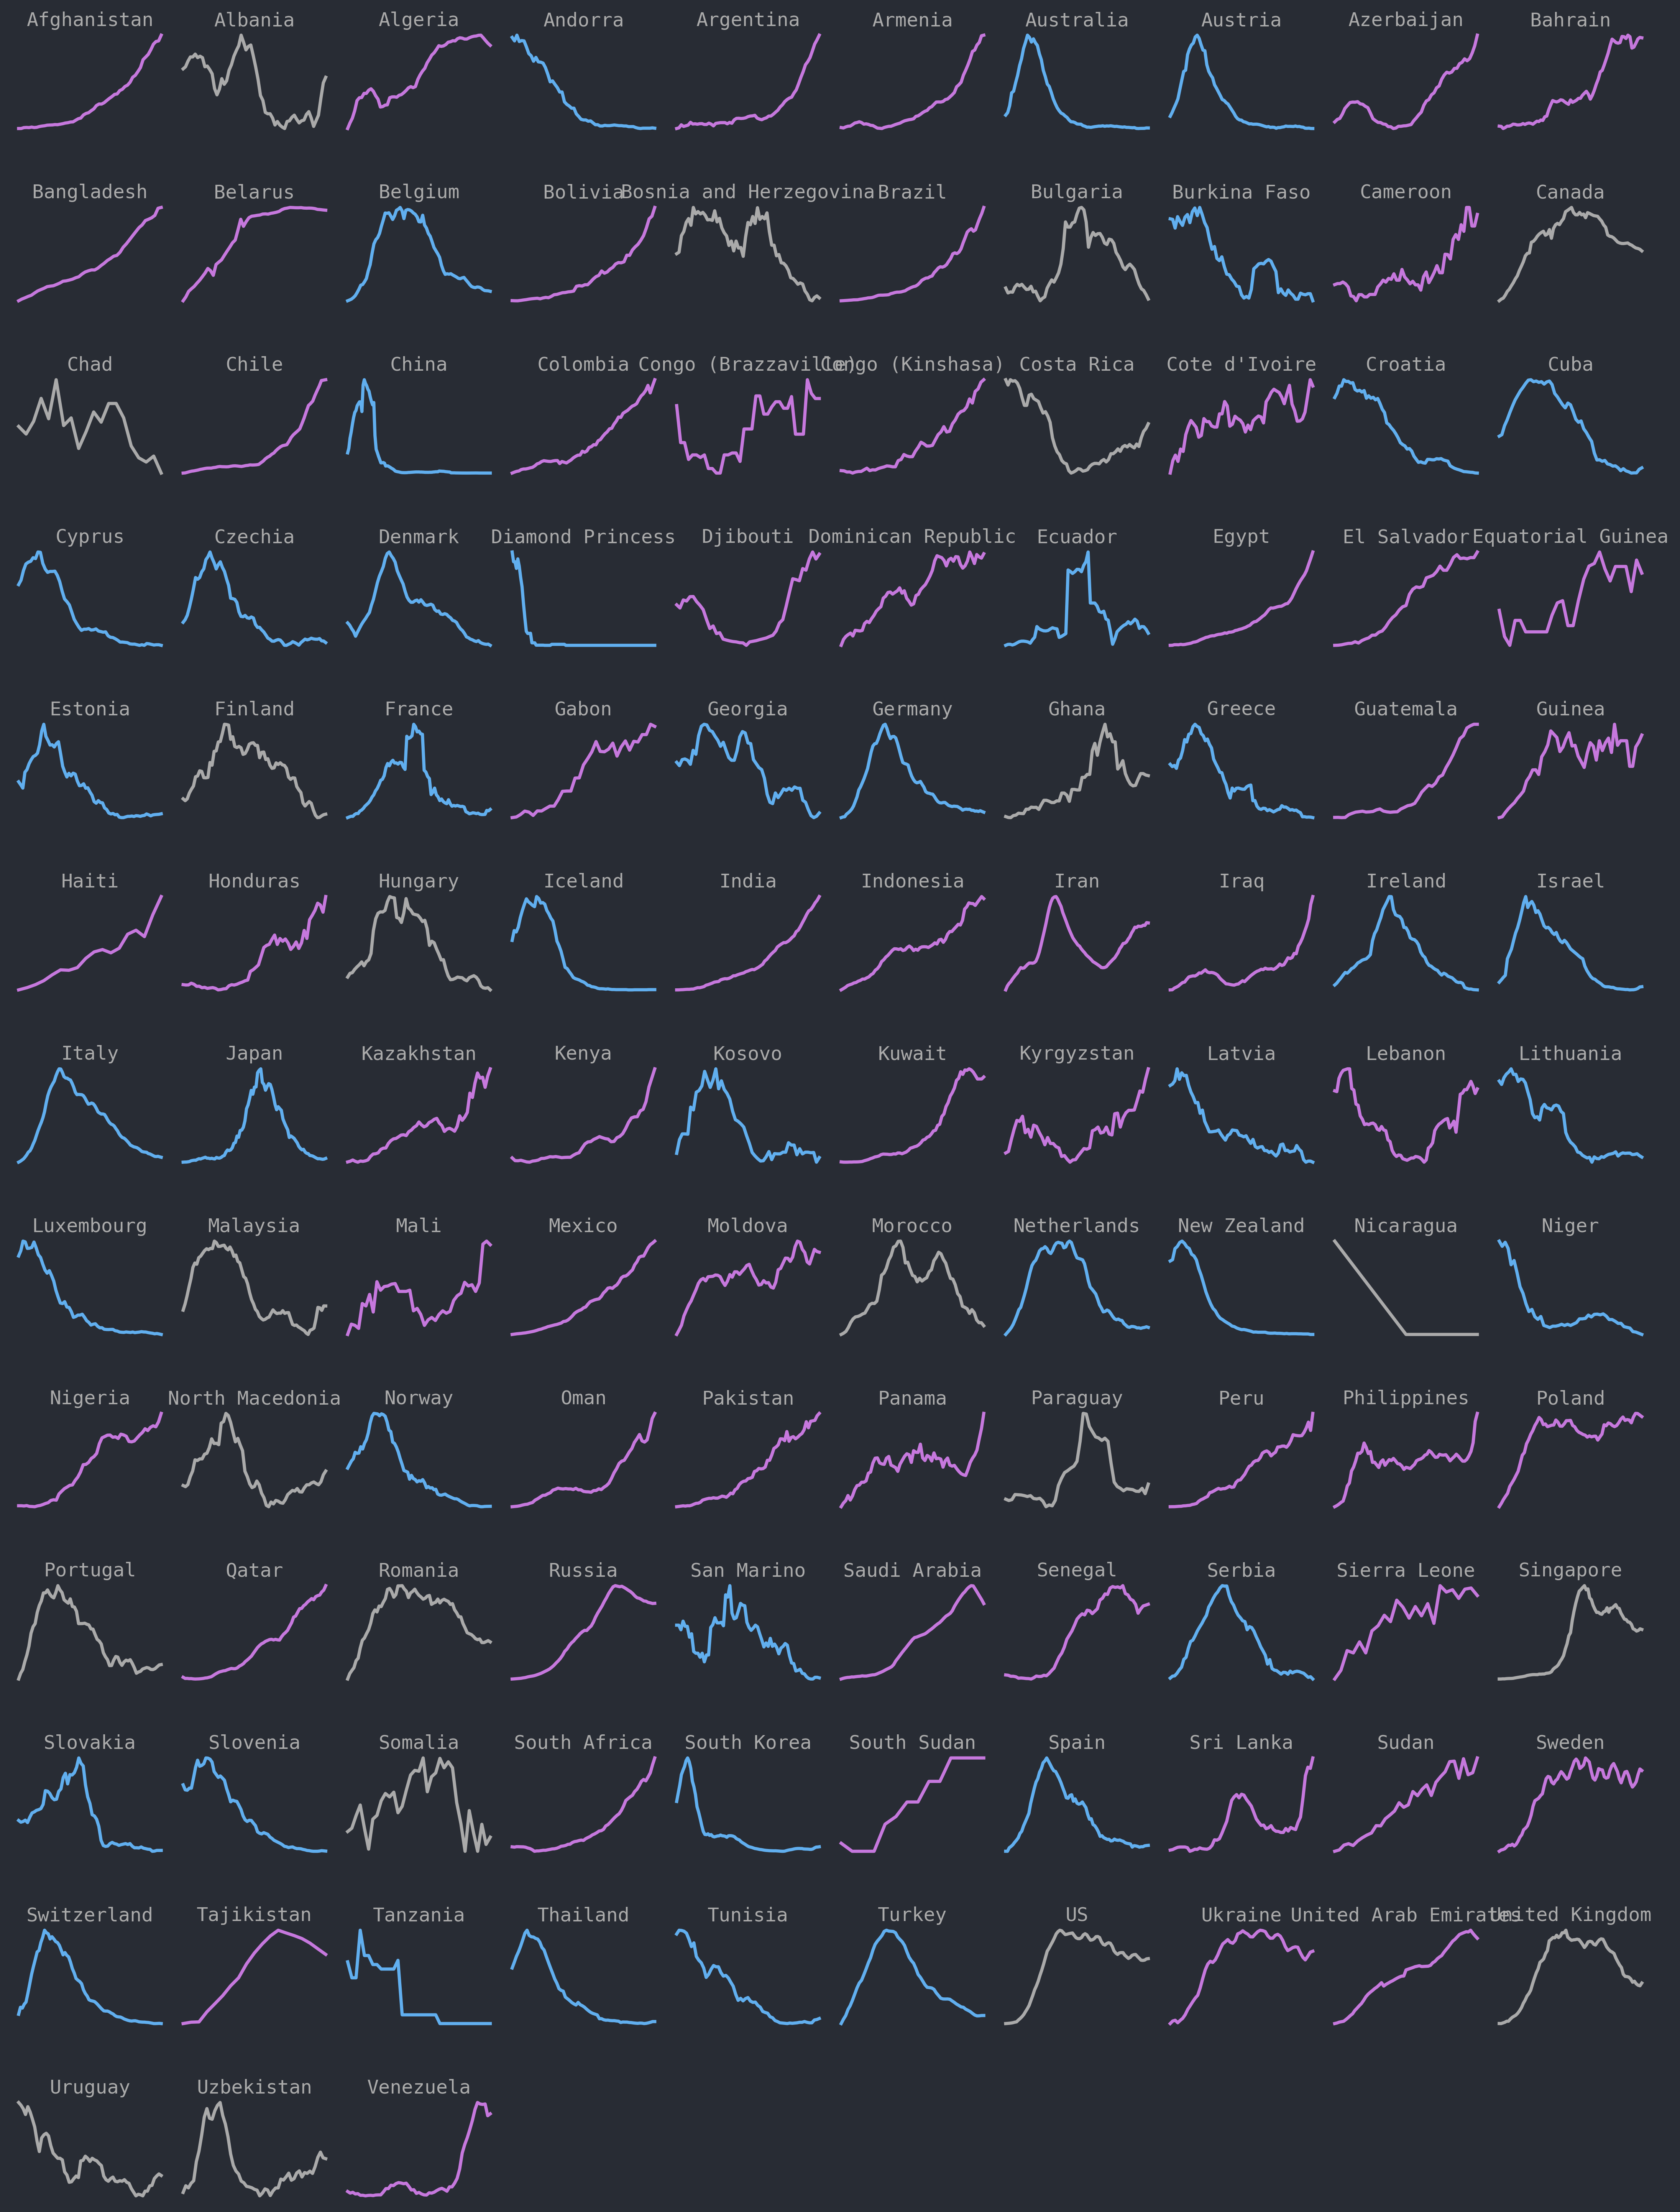 Afghanistan Albania Algeria Andorra Argentina Armenia Australia Austria Azerbaijan Bahrain
Bangladesh Belarus Belgium Bolivia Bosnia and Herzegovina Brazil Bulgaria Burkina Faso Cameroon Canada
Chad Chile China Colombia Congo (Brazzaville) Congo (Kinshasa) Costa Rica Cote d'Ivoire Croatia Cuba
Cyprus Czechia Denmark Diamond Princess Djibouti Dominican Republic Ecuador Egypt El Salvador Equatorial Guinea
Estonia Finland France Gabon Georgia Germany Ghana Greece Guatemala Guinea
Haiti Honduras Hungary Iceland India Indonesia Iran Iraq Ireland Israel
Italy Japan Kazakhstan Kenya Kosovo Kuwait Kyrgyzstan Latvia Lebanon Lithuania
Luxembourg Malaysia Mali Mexico Moldova Morocco Netherlands New Zealand Nicaragua Niger
Nigeria North Macedonia Norway Oman Pakistan Panama Paraguay Peru Philippines Poland
Portugal Qatar Romania Russia San Marino Saudi Arabia Senegal Serbia Sierra Leone Singapore
Slovakia Slovenia Somalia South Africa South Korea South Sudan Spain Sri Lanka Sudan Sweden
Switzerland Tajikistan Tanzania Thailand Tunisia Turkey US Ukraine United Arab Emirates United Kingdom
Uruguay Uzbekistan Venezuela